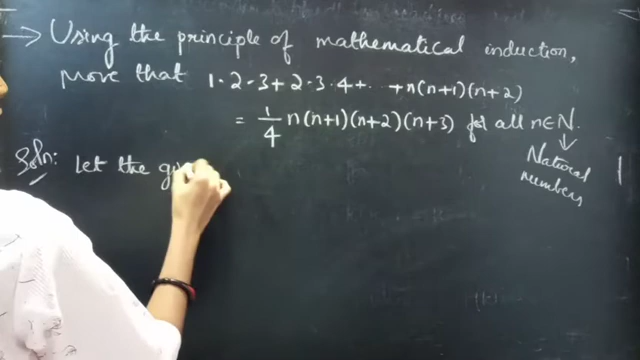 → Using the principle of mathematical induction,
prove that 1·2·3+2·3·4+·· +n(n+1)(n+2)
= 1/4 n(n+1)(n+2)(n+3) for all n∈N.
↓
Natural
numbers
Soln: Let the gi